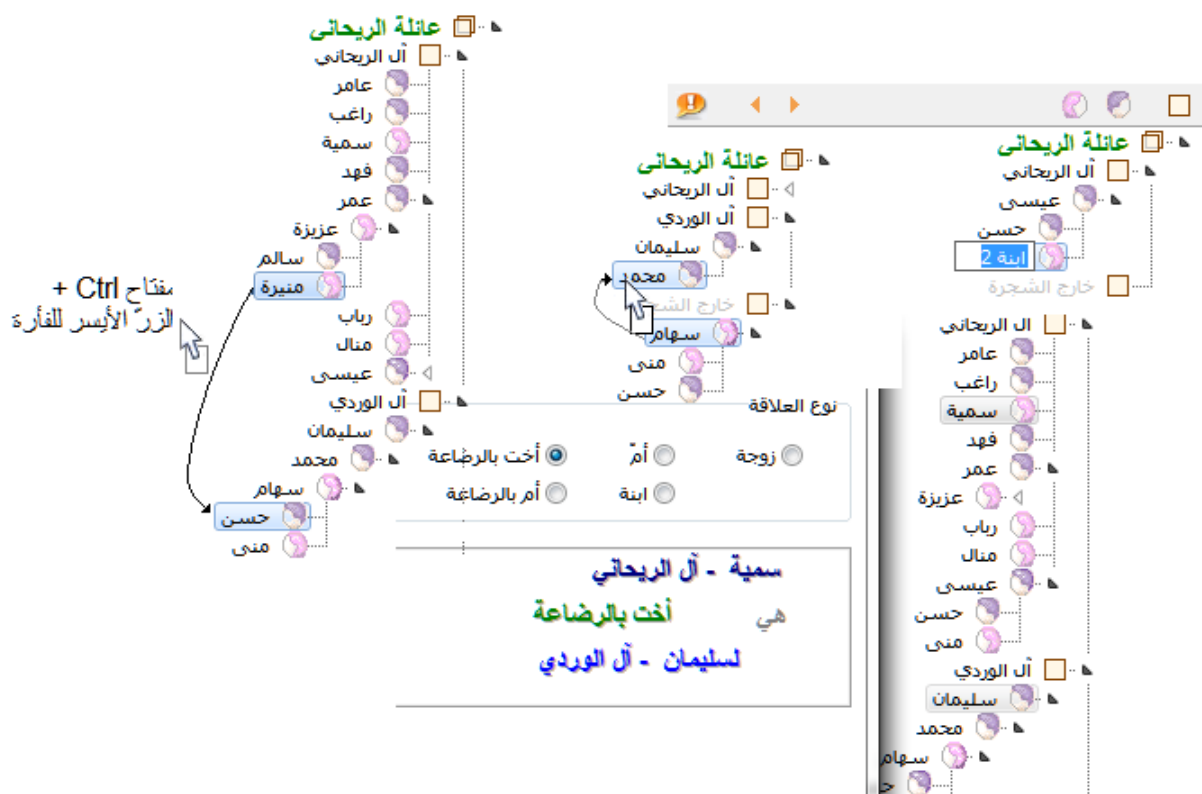 عائلة الريحاني
آل الريحاني
عيسى
حسن
ابنة 2
خارج الشجرة
آل الريحاني
عامر
راغب
سمية
فهد
عمر
عزيزة
رباب
منال
عيسى
حسن
منى
آل الوردي
سليمان
محمد
سهام
عائلة الريحاني
آل الريحاني
آل الوردي
سليمان
محمد
خارج الشجرة
سهام
منى
حسن
نوع العلاقة
زوجة أمّ أخت بالرضاعة
ابنة أم بالرضاعة
سمية - آل الريحاني
هي أخت بالرضاعة
لسليمان - آل الوردي
عائلة الريحاني
آل الريحاني
عامر
راغب
سمية
فهد
عمر
عزيزة
سالم
منيرة
رباب
منال
عيسى
آل الوردي
سليمان
محمد
سهام
حسن
منى
مفتاح Ctrl +
الزرّ الأيسر للفأرة